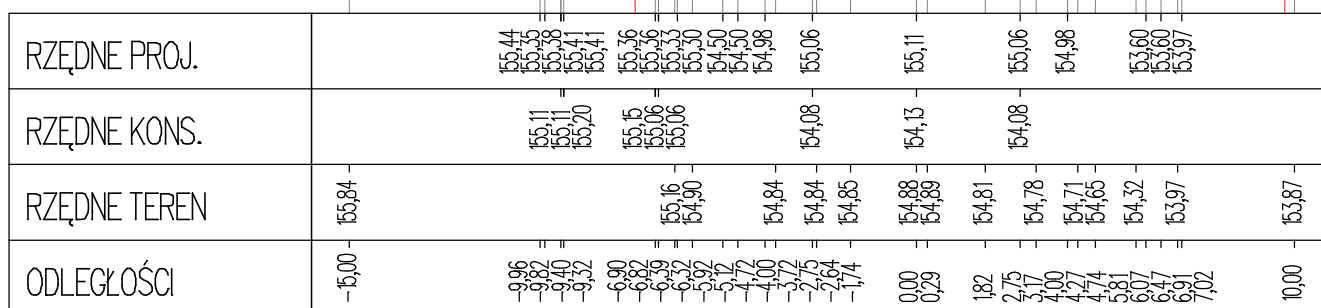 RZĘDNE PROJ. 155,44 155,35 155,38 155,41 155,41 155,36 155,36 155,33 155,30 154,50 154,50 154,98 155,06 155,11 155,06 154,98 153,60 153,60 153,97
RZĘDNE KONS. 155,11 155,11 155,20 155,15 155,06 155,06 154,08 154,13 154,08
RZĘDNE TEREN 155,84 155,16 154,90 154,84 154,84 154,85 154,88 154,89 154,81 154,78 154,71 154,65 154,32 153,97 153,87
ODLEGŁOŚCI -15,00 -9,96 -9,82 -9,40 -9,32 -6,90 -6,82 -6,39 -6,32 -5,92 -5,12 -4,72 -4,00 -3,72 -2,75 -2,64 -1,74 0,00 0,29 1,82 2,75 3,17 4,00 4,27 4,74 5,81 6,07 6,47 6,91 7,02 10,00